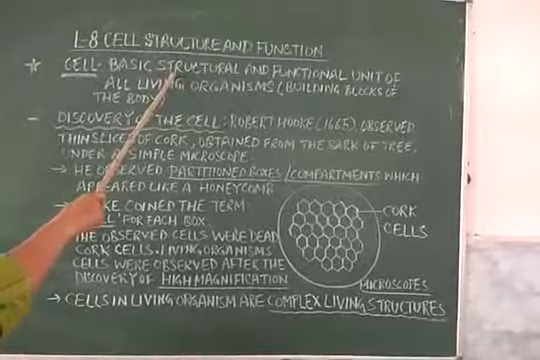 L-8 CELL STRUCTURE AND FUNCTION
CELL- BASIC STRUCTURAL AND FUNCTIONAL UNIT OF
ALL LIVING ORGANISMS (BUILDING BLOCKS OF
THE BODY)
- DISCOVERY OF THE CELL: ROBERT HOOKE (1665), OBSERVED
THIN SLICES OF CORK, OBTAINED FROM THE BARK OF TREE,
UNDER A SIMPLE MICROSCOPE.
→ HE OBSERVED PARTITIONED BOXES / COMPARTMENTS WHICH
APPEARED LIKE A HONEYCOMB
→ COINED THE TERM
' FOR EACH BOX.
THE OBSERVED CELLS WERE DEAD
CORK CELLS. LIVING ORGANISMS
CELLS WERE OBSERVED AFTER THE
DISCOVERY OF HIGH MAGNIFICATION
MICROSCOPES
→ CELLS IN LIVING ORGANISM ARE COMPLEX LIVING STRUCTURES
CORK
CELLS